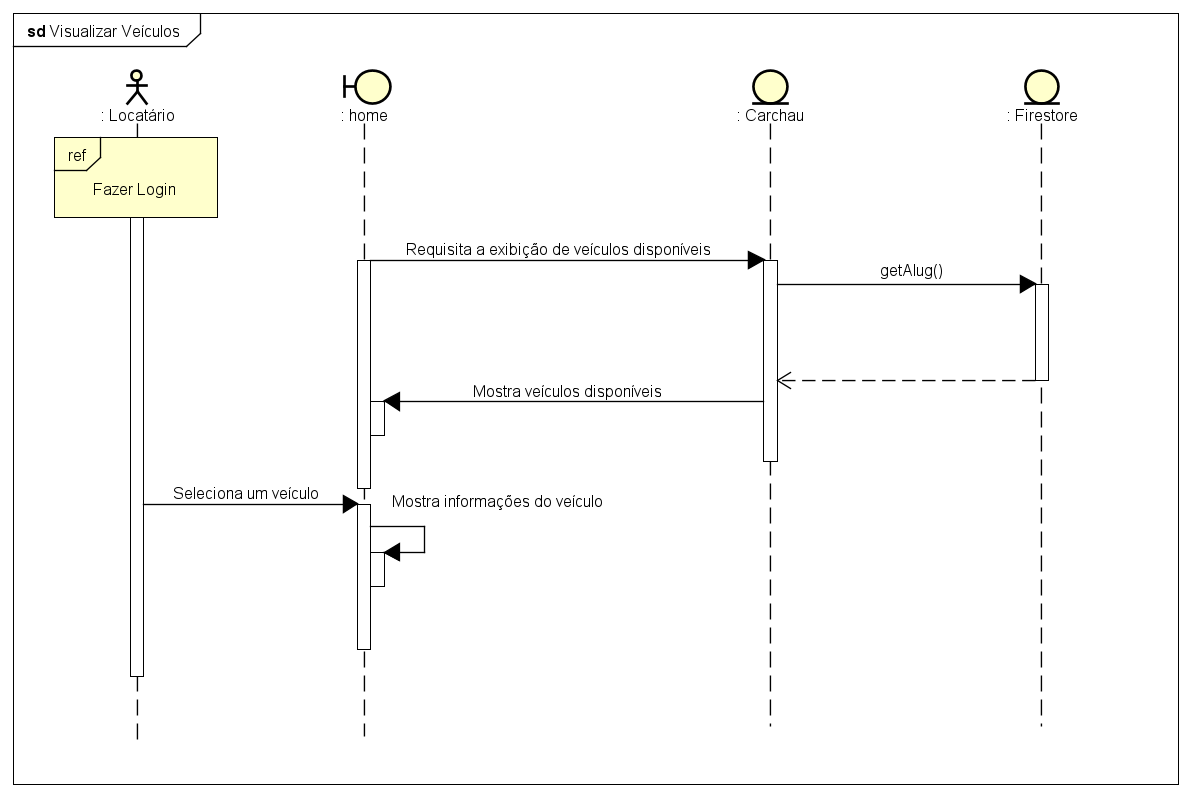 sd Visualizar Veículos
: Locatário
: home
: Carchau
: Firestore
ref
Fazer Login
Requisita a exibição de veículos disponíveis
getAlug()
Mostra veículos disponíveis
Seleciona um veículo
Mostra informações do veículo